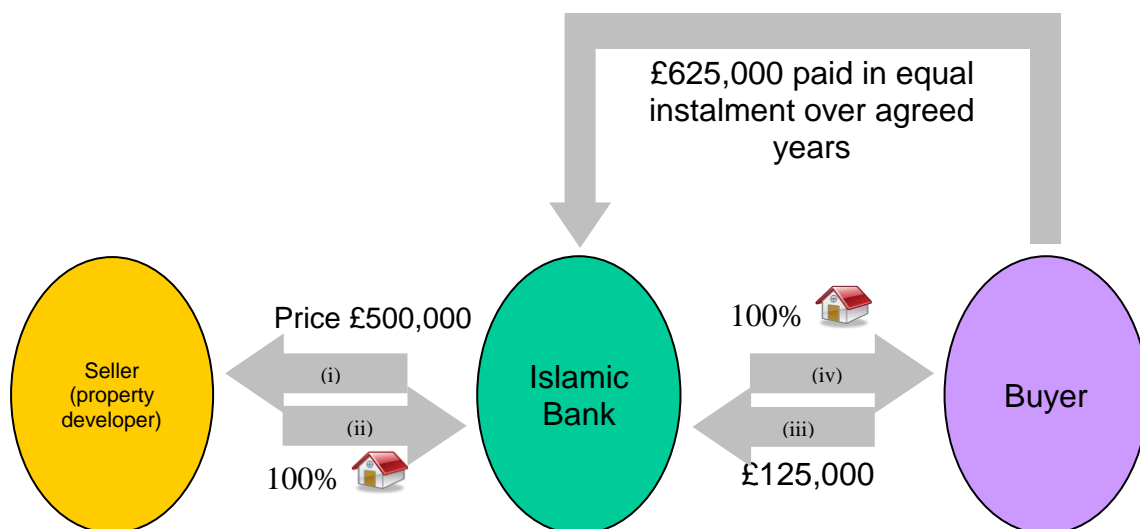 £625,000 paid in equal
instalment over agreed
years
Price £500,000
(i)
(ii)
100%
Seller
(property
developer)
Islamic
Bank
100%
(iv)
(iii)
£125,000
Buyer